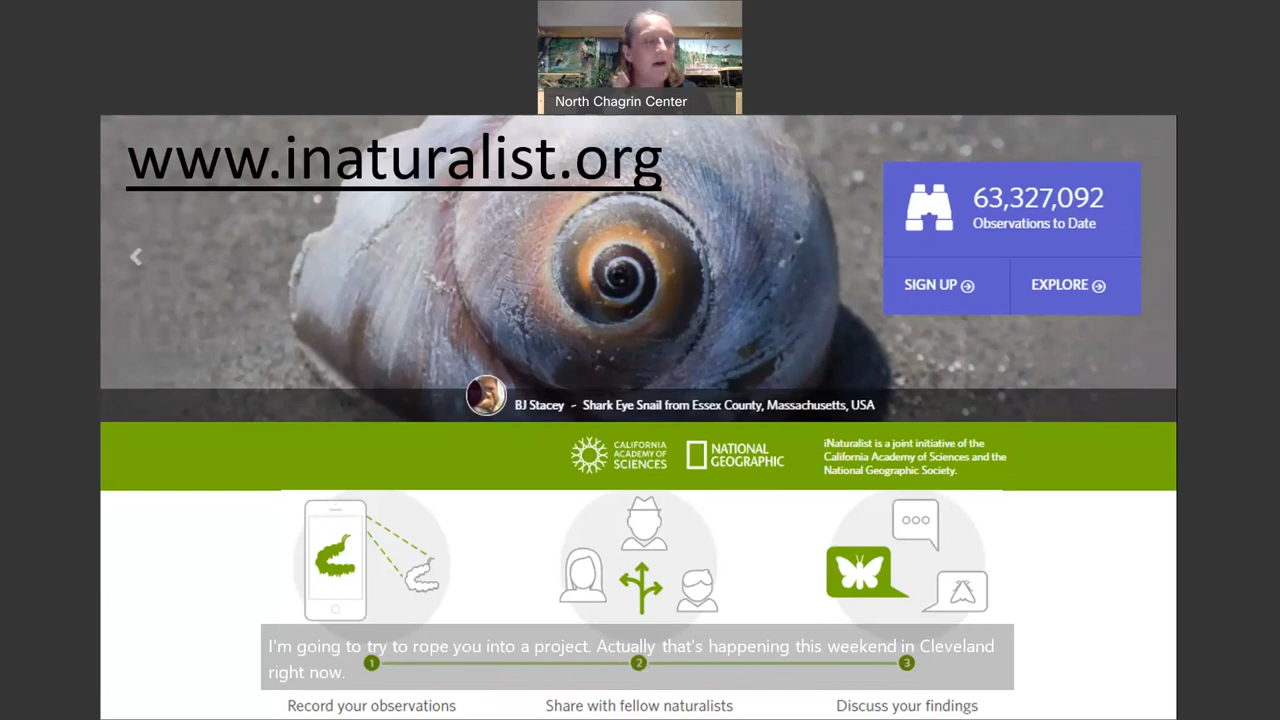 North Chagrin Center
www.inaturalist.org
63,327,092
Observations to Date
SIGN UP
EXPLORE
BJ Stacey - Shark Eye Snail from Essex County, Massachusetts, USA
CALIFORNIA
ACADEMY OF
SCIENCES
NATIONAL
GEOGRAPHIC
iNaturalist is a joint initiative of the
California Academy of Sciences and the
National Geographic Society.
I'm going to try to rope you into a project. Actually that's happening this weekend in Cleveland
right now.
1
2
3
Record your observations
Share with fellow naturalists
Discuss your findings